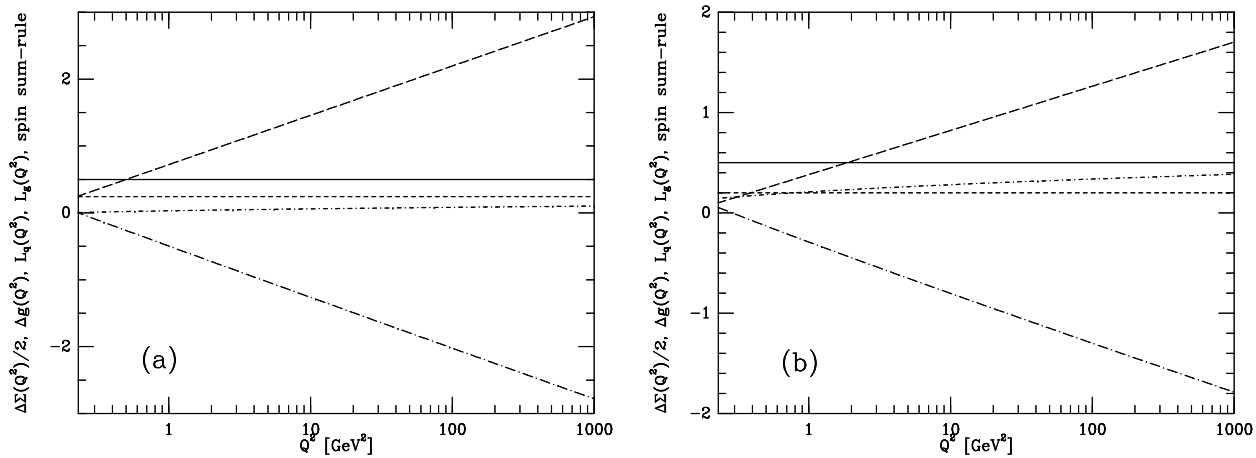 ΔΣ(Q²)/2, Δg(Q²), L_q(Q²), L_g(Q²), spin sum-rule
2
0
-2
(a)
1
10
100
1000
Q² [GeV²]
ΔΣ(Q²)/2, Δg(Q²), L_q(Q²), L_g(Q²), spin sum-rule
2
1
0
-1
-2
(b)
1
10
100
1000
Q² [GeV²]